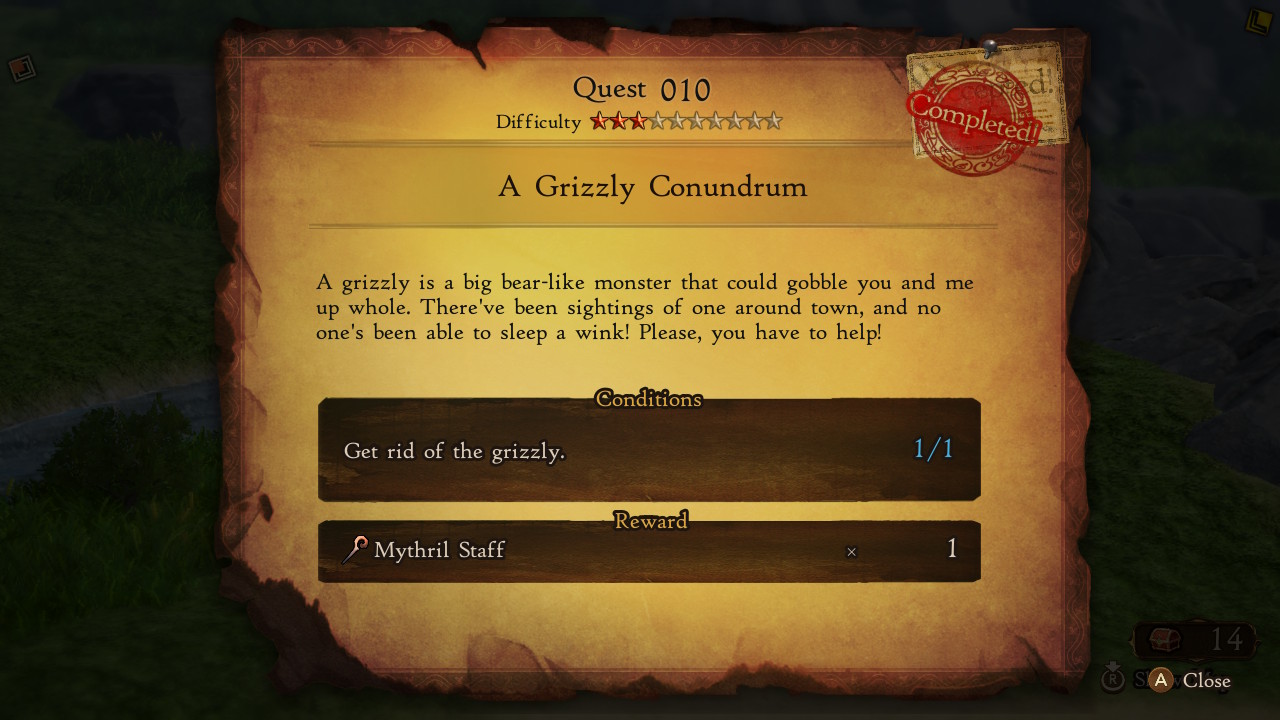 Quest 010
Difficulty
Completed!
A Grizzly Conundrum
A grizzly is a big bear-like monster that could gobble you and me
up whole. There've been sightings of one around town, and no
one's been able to sleep a wink! Please, you have to help!
Conditions
Get rid of the grizzly. 1/1
Reward
Mythril Staff × 1
14
R
A Close